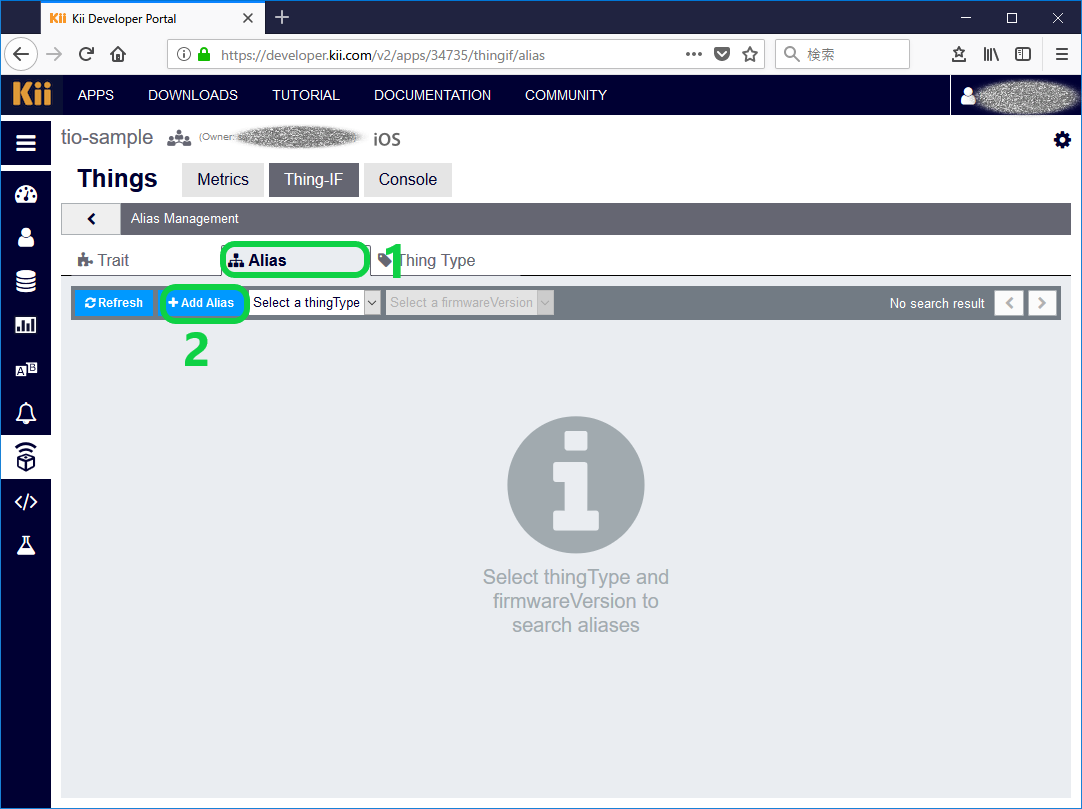 Kii Kii Developer Portal
https://developer.kii.com/v2/apps/34735/thingif/alias
検索
Kii APPS DOWNLOADS TUTORIAL DOCUMENTATION COMMUNITY
tio-sample (Owner: iOS
Things Metrics Thing-IF Console
Alias Management
Trait Alias 1 Thing Type
Refresh + Add Alias Select a thingType Select a firmwareVersion No search result
2
A B
Select thingType and
firmwareVersion to
search aliases